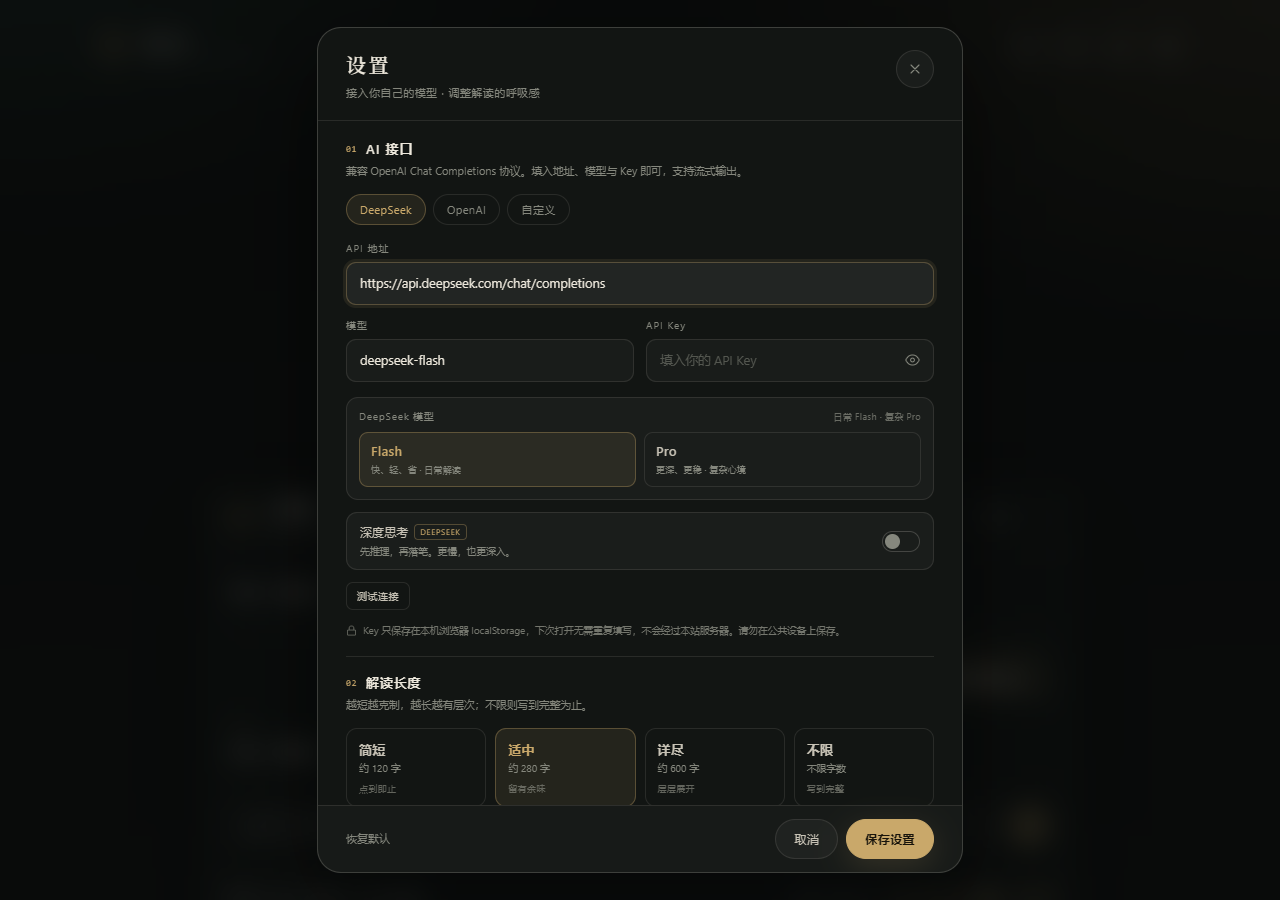 设置
接入你自己的模型 · 调整解读的呼吸感
01 AI 接口
兼容 OpenAI Chat Completions 协议。填入地址、模型与 Key 即可，支持流式输出。
DeepSeek OpenAI 自定义
API 地址
https://api.deepseek.com/chat/completions
模型 API Key
deepseek-flash 填入你的 API Key
DeepSeek 模型 日常 Flash · 复杂 Pro
Flash Pro
快、轻、省 · 日常解读 更深、更稳 · 复杂心境
深度思考 DEEPSEEK
先推理，再落笔。更慢，也更深入。
测试连接
Key 只保存在本机浏览器 localStorage，下次打开无需重复填写，不会经过本站服务器。请勿在公共设备上保存。
02 解读长度
越短越克制，越长越有层次；不限则写到完整为止。
简短 适中 详尽 不限
约 120 字 约 280 字 约 600 字 不限字数
点到即止 留有余味 层层展开 写到完整
恢复默认 取消 保存设置